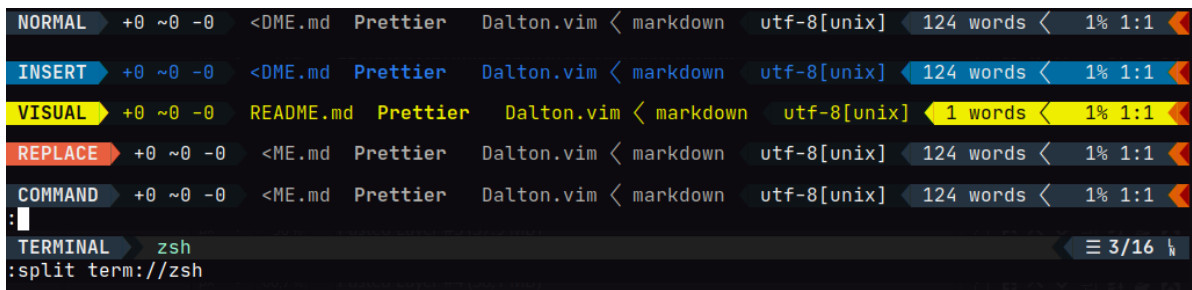 NORMAL +0 ~0 -0 <DME.md Prettier Dalton.vim markdown utf-8[unix] 124 words 1% 1:1
INSERT +0 ~0 -0 <DME.md Prettier Dalton.vim markdown utf-8[unix] 124 words 1% 1:1
VISUAL +0 ~0 -0 README.md Prettier Dalton.vim markdown utf-8[unix] 1 words 1% 1:1
REPLACE +0 ~0 -0 <ME.md Prettier Dalton.vim markdown utf-8[unix] 124 words 1% 1:1
COMMAND +0 ~0 -0 <ME.md Prettier Dalton.vim markdown utf-8[unix] 124 words 1% 1:1
:
TERMINAL zsh ☰ 3/16 ␤
:split term://zsh